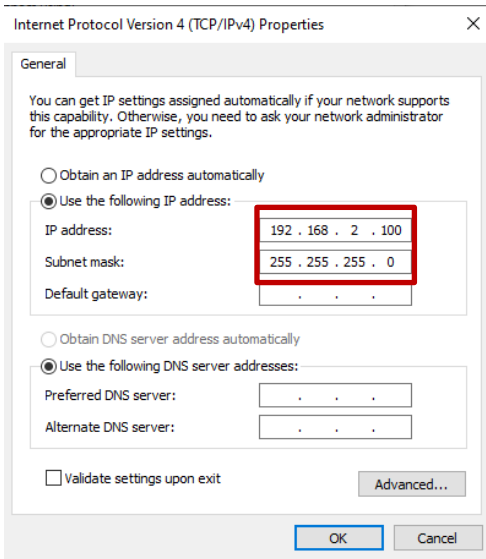 Internet Protocol Version 4 (TCP/IPv4) Properties
General
You can get IP settings assigned automatically if your network supports
this capability. Otherwise, you need to ask your network administrator
for the appropriate IP settings.
Obtain an IP address automatically
Use the following IP address:
IP address: 192 . 168 . 2 . 100
Subnet mask: 255 . 255 . 255 . 0
Default gateway: . . .
Obtain DNS server address automatically
Use the following DNS server addresses:
Preferred DNS server: . . .
Alternate DNS server: . . .
Validate settings upon exit
Advanced...
OK Cancel